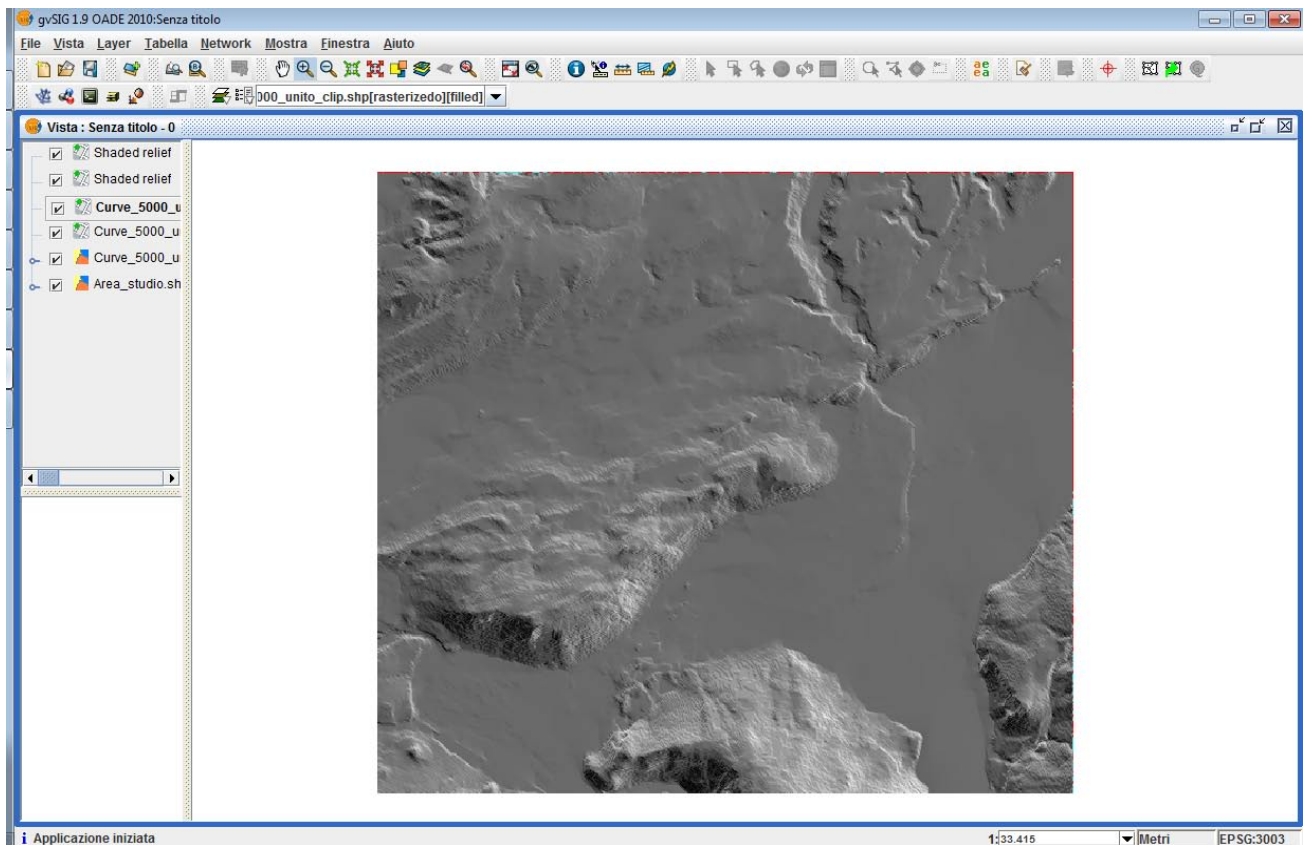 gvSIG 1.9 OADE 2010:Senza titolo
File Vista Layer Tabella Network Mostra Finestra Aiuto
000_unito_clip.shp[rasterizedo][filled]
Vista : Senza titolo - 0
Shaded relief
Shaded relief
Curve_5000_u
Curve_5000_u
Curve_5000_u
Area_studio.sh
Applicazione iniziata
1: 33.415
Metri
EPSG:3003